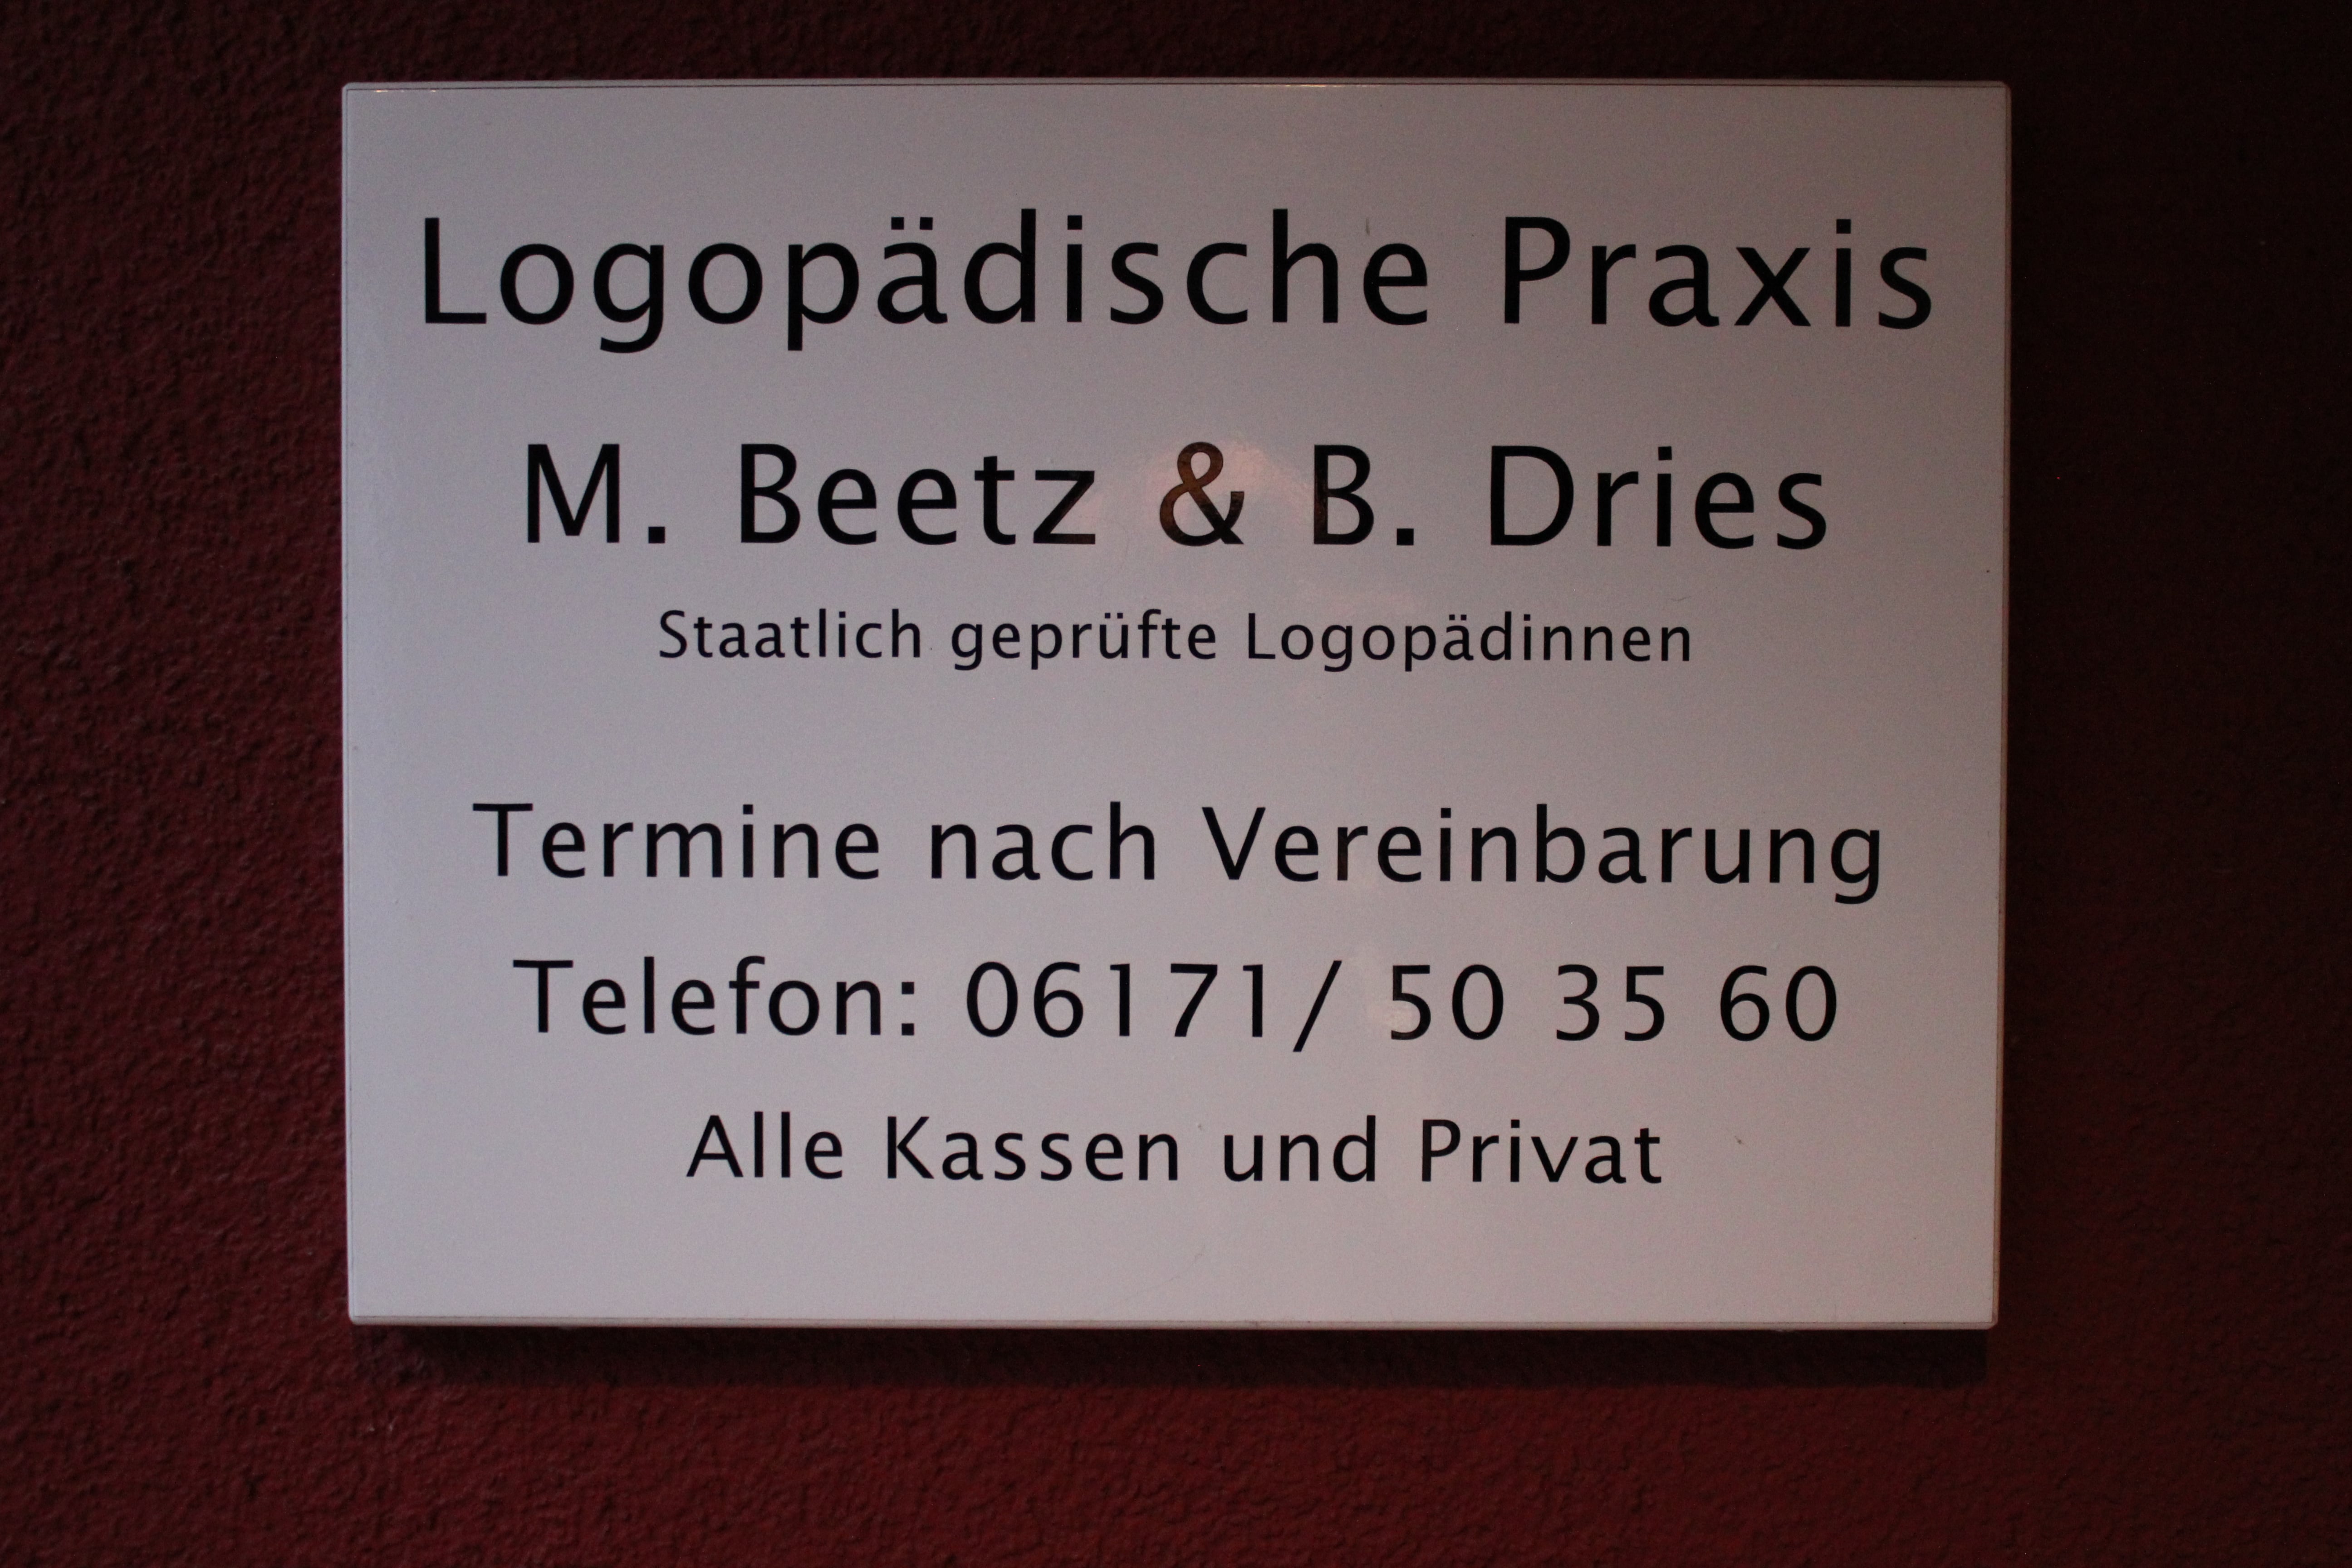 Logopädische Praxis
M. Beetz & B. Dries
Staatlich geprüfte Logopädinnen
Termine nach Vereinbarung
Telefon: 06171/ 50 35 60
Alle Kassen und Privat